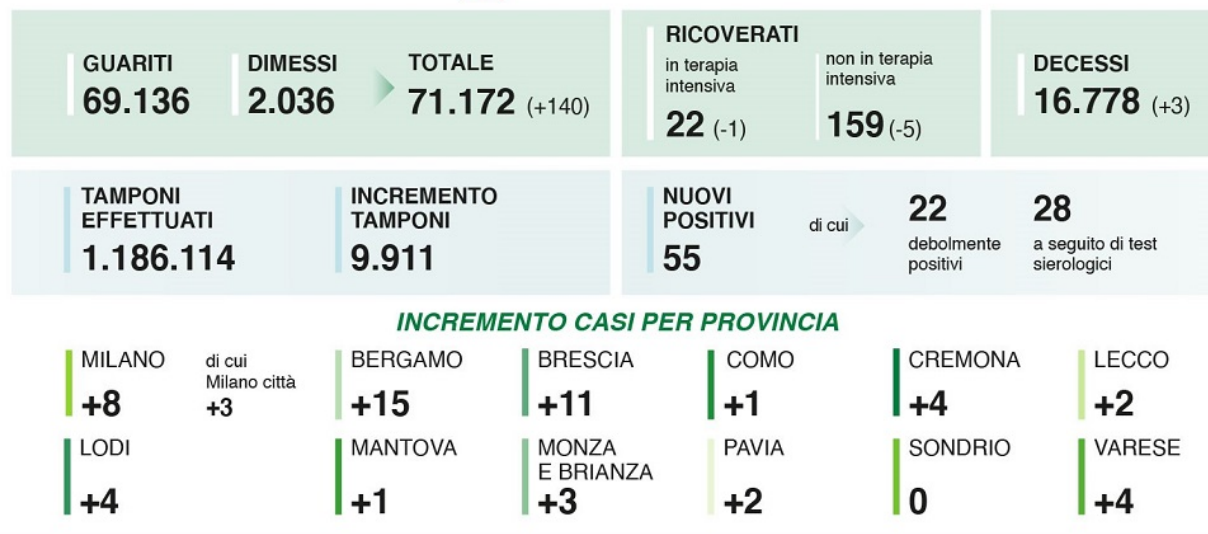 GUARITI
69.136
DIMESSI
2.036
TOTALE
71.172 (+140)
RICOVERATI
in terapia
intensiva
22 (-1)
non in terapia
intensiva
159 (-5)
DECESSI
16.778 (+3)
TAMPONI
EFFETTUATI
1.186.114
INCREMENTO
TAMPONI
9.911
NUOVI
POSITIVI
55
di cui
22
debolmente
positivi
28
a seguito di test
sierologici
INCREMENTO CASI PER PROVINCIA
MILANO
+8
di cui
Milano città
+3
BERGAMO
+15
BRESCIA
+11
COMO
+1
CREMONA
+4
LECCO
+2
LODI
+4
MANTOVA
+1
MONZA
E BRIANZA
+3
PAVIA
+2
SONDRIO
0
VARESE
+4